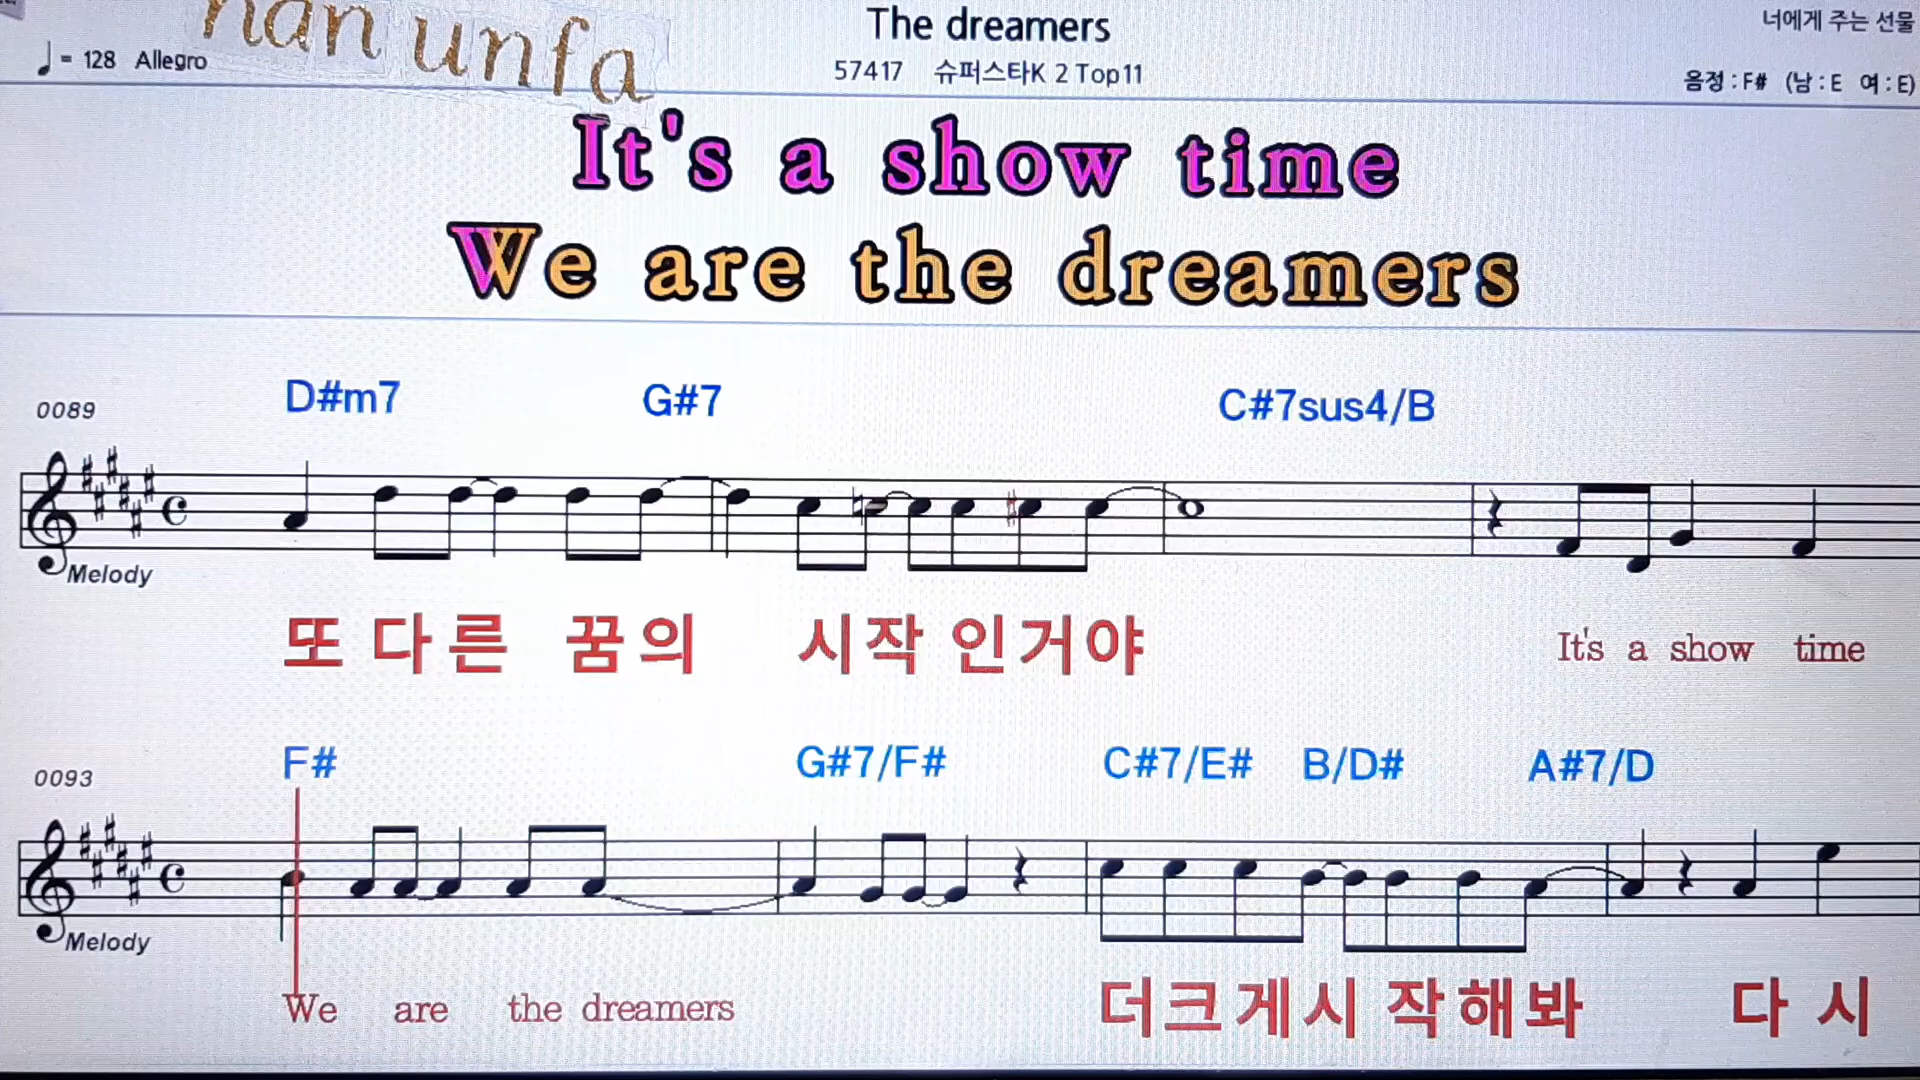 nan unfa
The dreamers
너에게 주는 선물
♩= 128 Allegro
57417 슈퍼스타K 2 Top11
음정 : F# (남 : E 여 : E)
It's a show time
We are the dreamers
D#m7 G#7 C#7sus4/B
0089
Melody
또 다른 꿈의 시작 인거야 It's a show time
F# G#7/F# C#7/E# B/D# A#7/D
0093
Melody
We are the dreamers 더크게시 작해봐 다 시